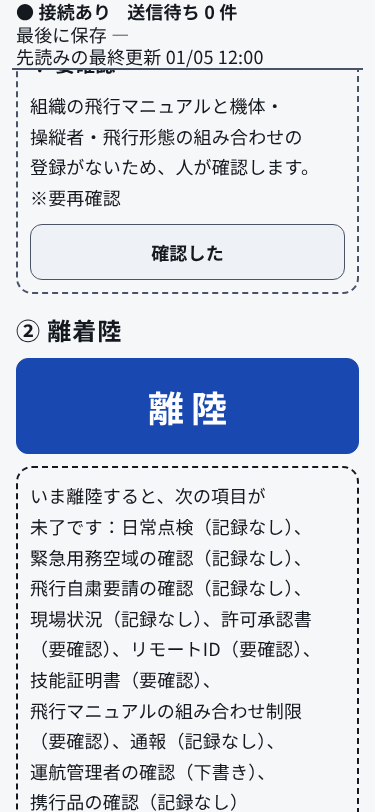 ● 接続あり　送信待ち 0 件
最後に保存 —
先読みの最終更新 01/05 12:00
組織の飛行マニュアルと機体・
操縦者・飛行形態の組み合わせの
登録がないため、人が確認します。
※要再確認
確認した
② 離着陸
離陸
いま離陸すると、次の項目が
未了です：日常点検（記録なし）、
緊急用務空域の確認（記録なし）、
飛行自粛要請の確認（記録なし）、
現場状況（記録なし）、許可承認書
（要確認）、リモートID（要確認）、
技能証明書（要確認）、
飛行マニュアルの組み合わせ制限
（要確認）、通報（記録なし）、
運航管理者の確認（下書き）、
携行品の確認（記録なし）